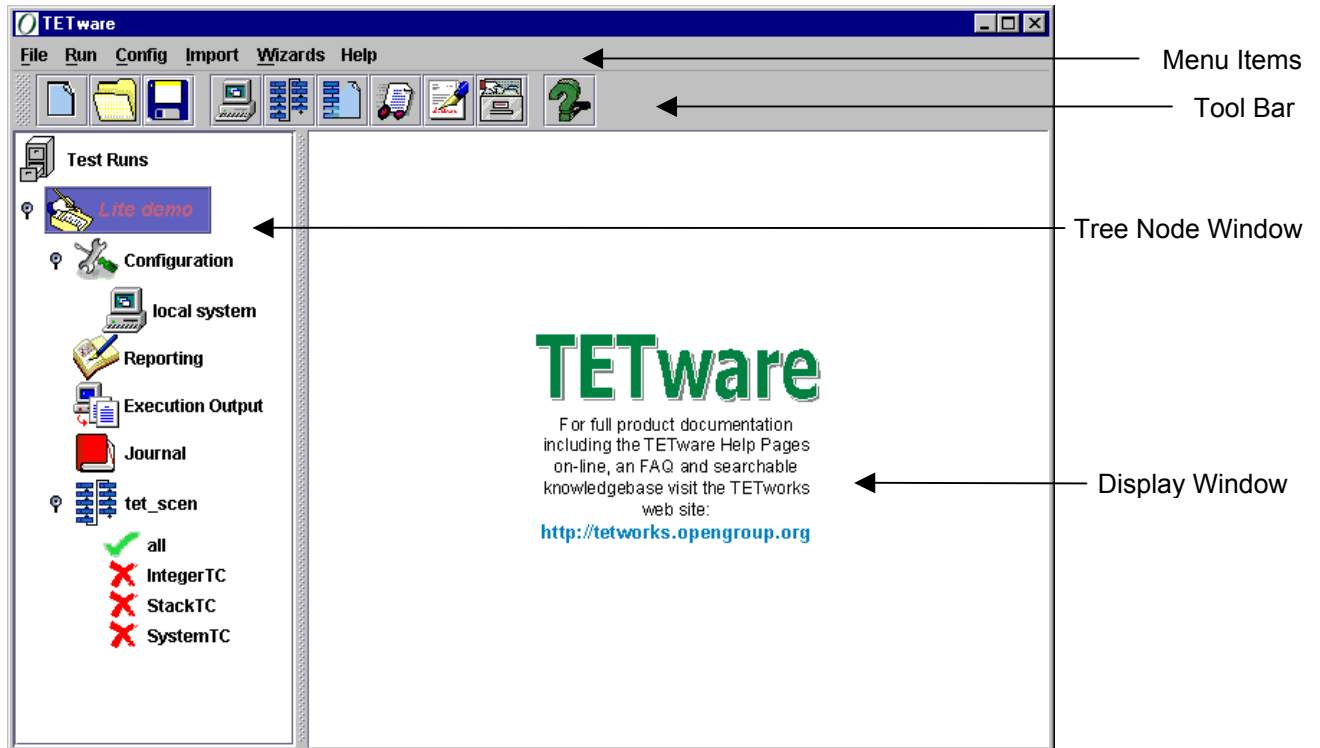 TETware
File Run Config Import Wizards Help
Menu Items
Tool Bar
Test Runs
Lite demo
Tree Node Window
Configuration
local system
Reporting
Execution Output
Journal
tet_scen
all
IntegerTC
StackTC
SystemTC
TETware
For full product documentation
including the TETware Help Pages
on-line, an FAQ and searchable
knowledgebase visit the TETworks
web site:
http://tetworks.opengroup.org
Display Window